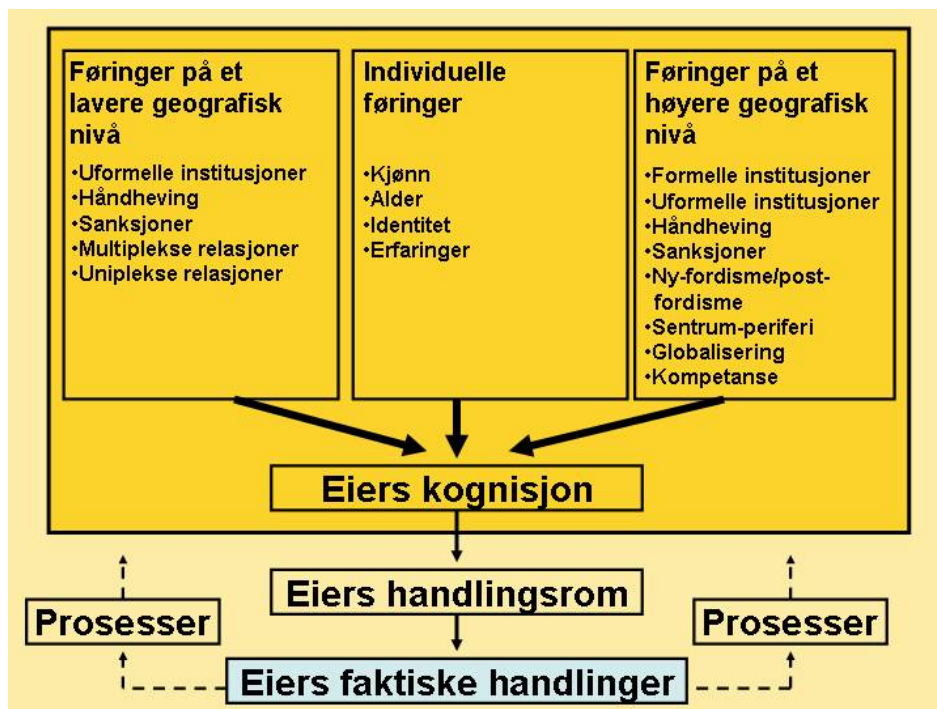 Føringer på et
lavere geografisk
nivå
•Uformelle institusjoner
•Håndheving
•Sanksjoner
•Multiplekse relasjoner
•Uniplekse relasjoner
Individuelle
føringer
•Kjønn
•Alder
•Identitet
•Erfaringer
Føringer på et
høyere geografisk
nivå
•Formelle institusjoner
•Uformelle institusjoner
•Håndheving
•Sanksjoner
•Ny-fordisme/post-
fordisme
•Sentrum-periferi
•Globalisering
•Kompetanse
Eiers kognisjon
Eiers handlingsrom
Prosesser
Prosesser
Eiers faktiske handlinger